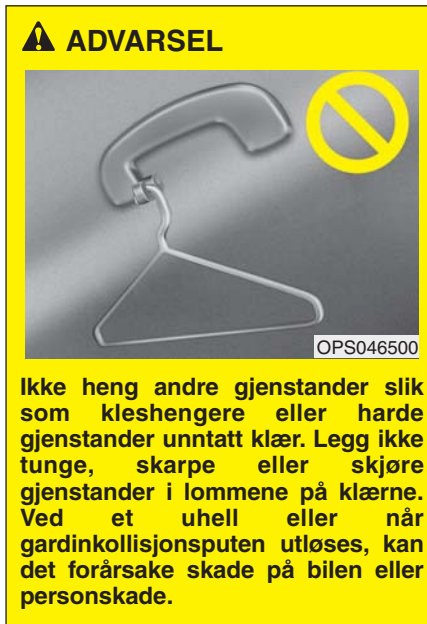 ADVARSEL
OPS046500
Ikke heng andre gjenstander slik
som kleshengere eller harde
gjenstander unntatt klær. Legg ikke
tunge, skarpe eller skjøre
gjenstander i lommene på klærne.
Ved et uhell eller når
gardinkollisjonsputen utløses, kan
det forårsake skade på bilen eller
personskade.